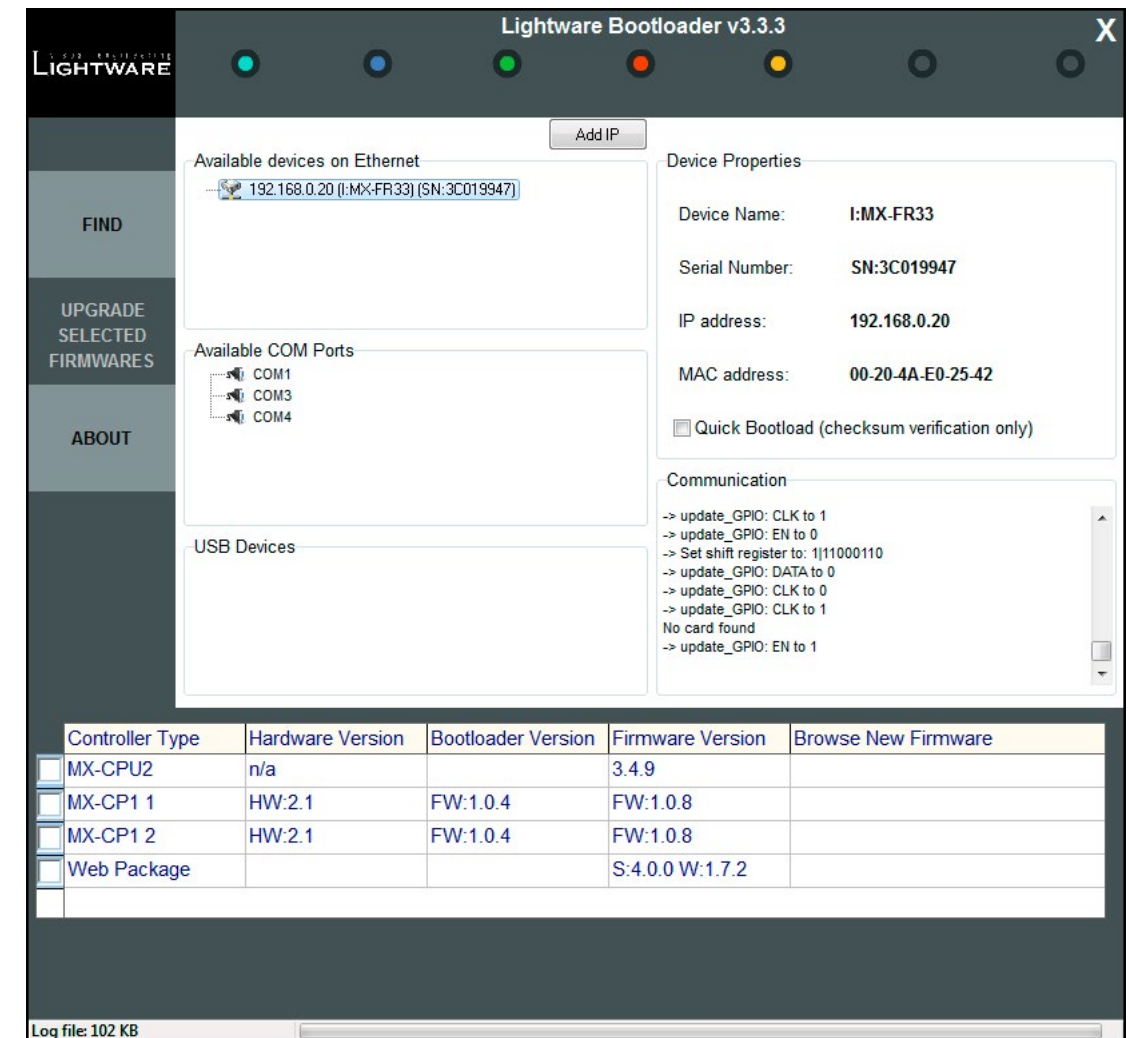 Lightware Bootloader v3.3.3
X
LIGHTWARE
Add IP
Available devices on Ethernet
192.168.0.20 (I:MX-FR33) (SN:3C019947)
FIND
UPGRADE
SELECTED
FIRMWARES
ABOUT
Available COM Ports
COM1
COM3
COM4
USB Devices
Device Properties
Device Name: I:MX-FR33
Serial Number: SN:3C019947
IP address: 192.168.0.20
MAC address: 00-20-4A-E0-25-42
Quick Bootload (checksum verification only)
Communication
-> update_GPIO: CLK to 1
-> update_GPIO: EN to 0
-> Set shift register to: 1|11000110
-> update_GPIO: DATA to 0
-> update_GPIO: CLK to 0
-> update_GPIO: CLK to 1
No card found
-> update_GPIO: EN to 1
Controller Type Hardware Version Bootloader Version Firmware Version Browse New Firmware
MX-CPU2 n/a 3.4.9
MX-CP1 1 HW:2.1 FW:1.0.4 FW:1.0.8
MX-CP1 2 HW:2.1 FW:1.0.4 FW:1.0.8
Web Package S:4.0.0 W:1.7.2
Log file: 102 KB